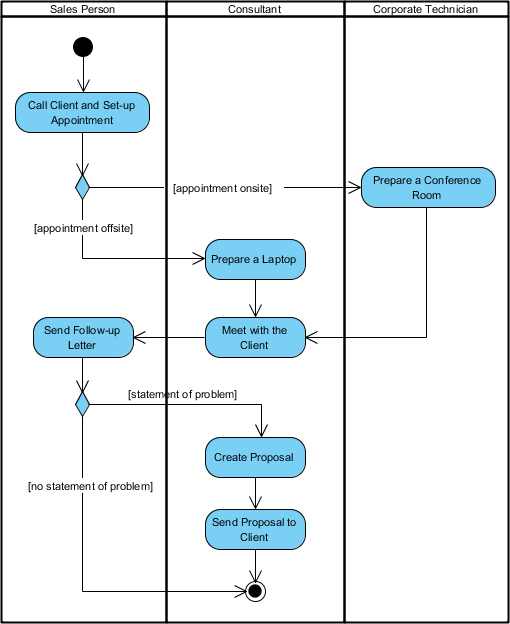 Sales Person
Consultant
Corporate Technician
Call Client and Set-up
Appointment
[appointment onsite]
Prepare a Conference
Room
[appointment offsite]
Prepare a Laptop
Send Follow-up
Letter
Meet with the
Client
[statement of problem]
Create Proposal
[no statement of problem]
Send Proposal to
Client